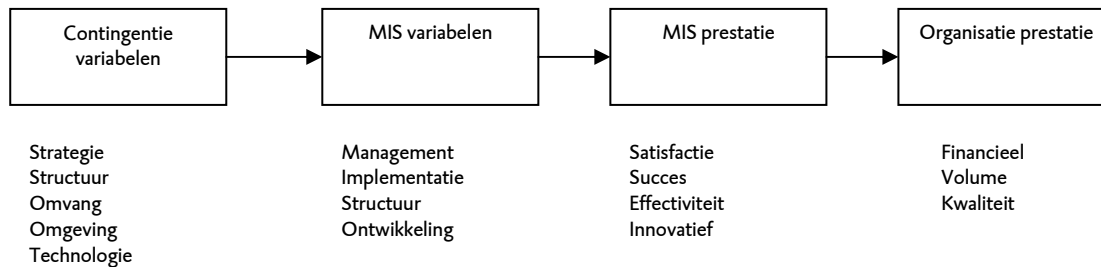 Contingentie
variabelen
MIS variabelen
MIS prestatie
Organisatie prestatie
Strategie
Structuur
Omvang
Omgeving
Technologie
Management
Implementatie
Structuur
Ontwikkeling
Satisfactie
Succes
Effectiviteit
Innovatief
Financieel
Volume
Kwaliteit